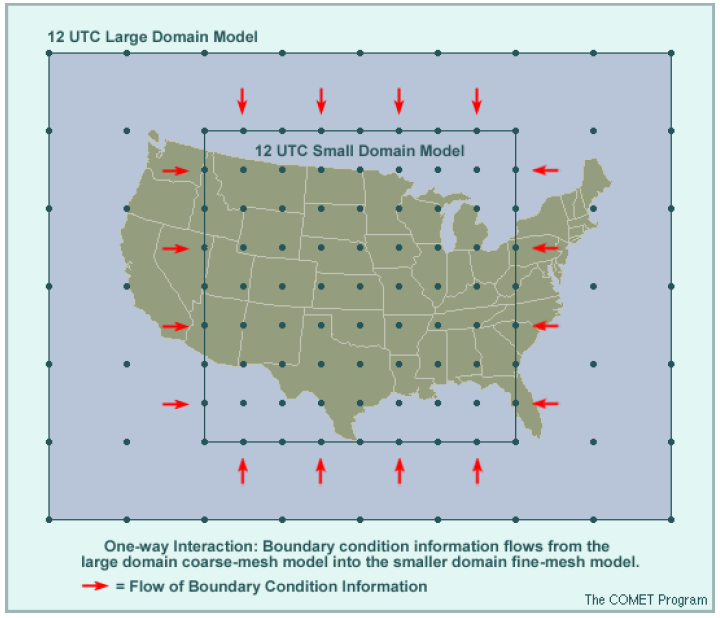 12 UTC Large Domain Model
12 UTC Small Domain Model
One-way Interaction: Boundary condition information flows from the
large domain coarse-mesh model into the smaller domain fine-mesh model.
= Flow of Boundary Condition Information
The COMET Program